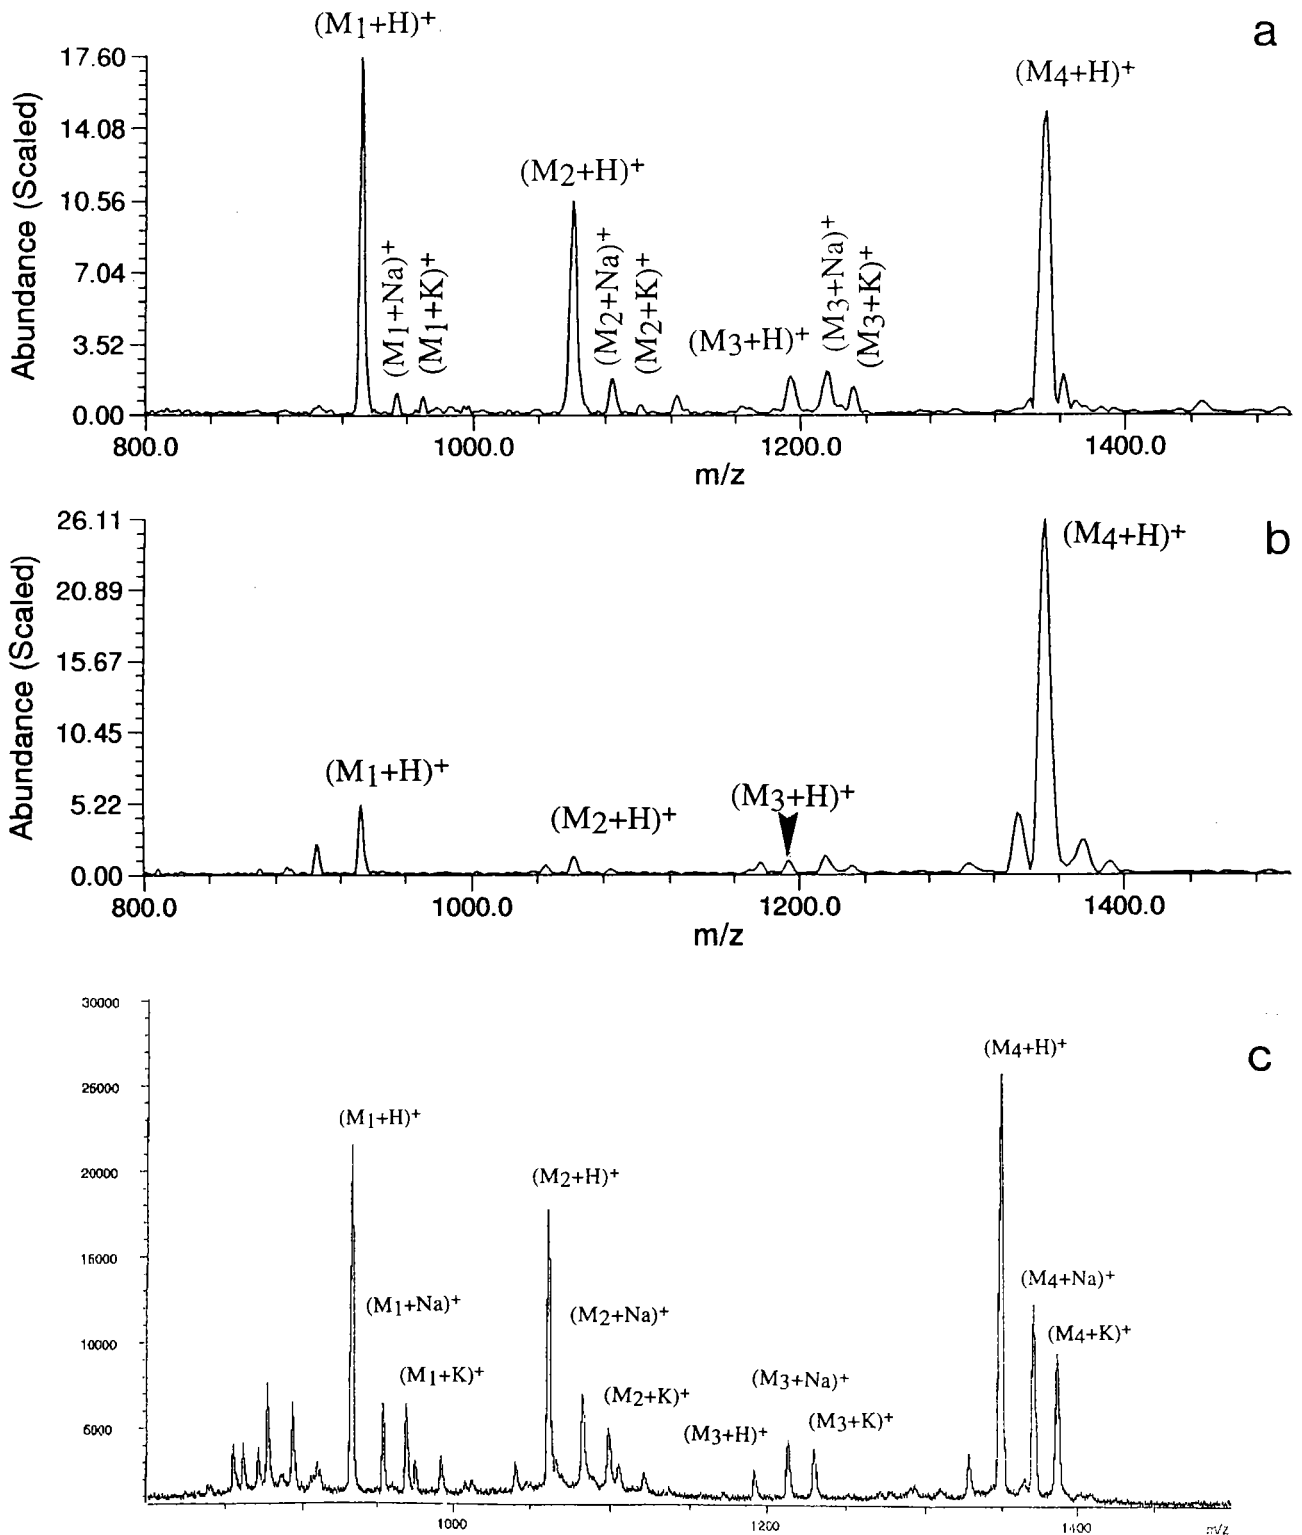 a
(M1+H)+
(M4+H)+
(M2+H)+
(M1+Na)+
(M1+K)+
(M2+Na)+
(M2+K)+
(M3+H)+
(M3+Na)+
(M3+K)+
Abundance (Scaled)
17.60
14.08
10.56
7.04
3.52
0.00
800.0 1000.0 1200.0 1400.0
m/z
b
(M4+H)+
(M1+H)+
(M2+H)+
(M3+H)+
Abundance (Scaled)
26.11
20.89
15.67
10.45
5.22
0.00
800.0 1000.0 1200.0 1400.0
m/z
c
(M4+H)+
(M1+H)+
(M2+H)+
(M4+Na)+
(M1+Na)+
(M2+Na)+
(M4+K)+
(M1+K)+
(M3+Na)+
(M2+K)+
(M3+K)+
(M3+H)+
30000
25000
20000
15000
10000
5000
1000 1200 1400 m/z